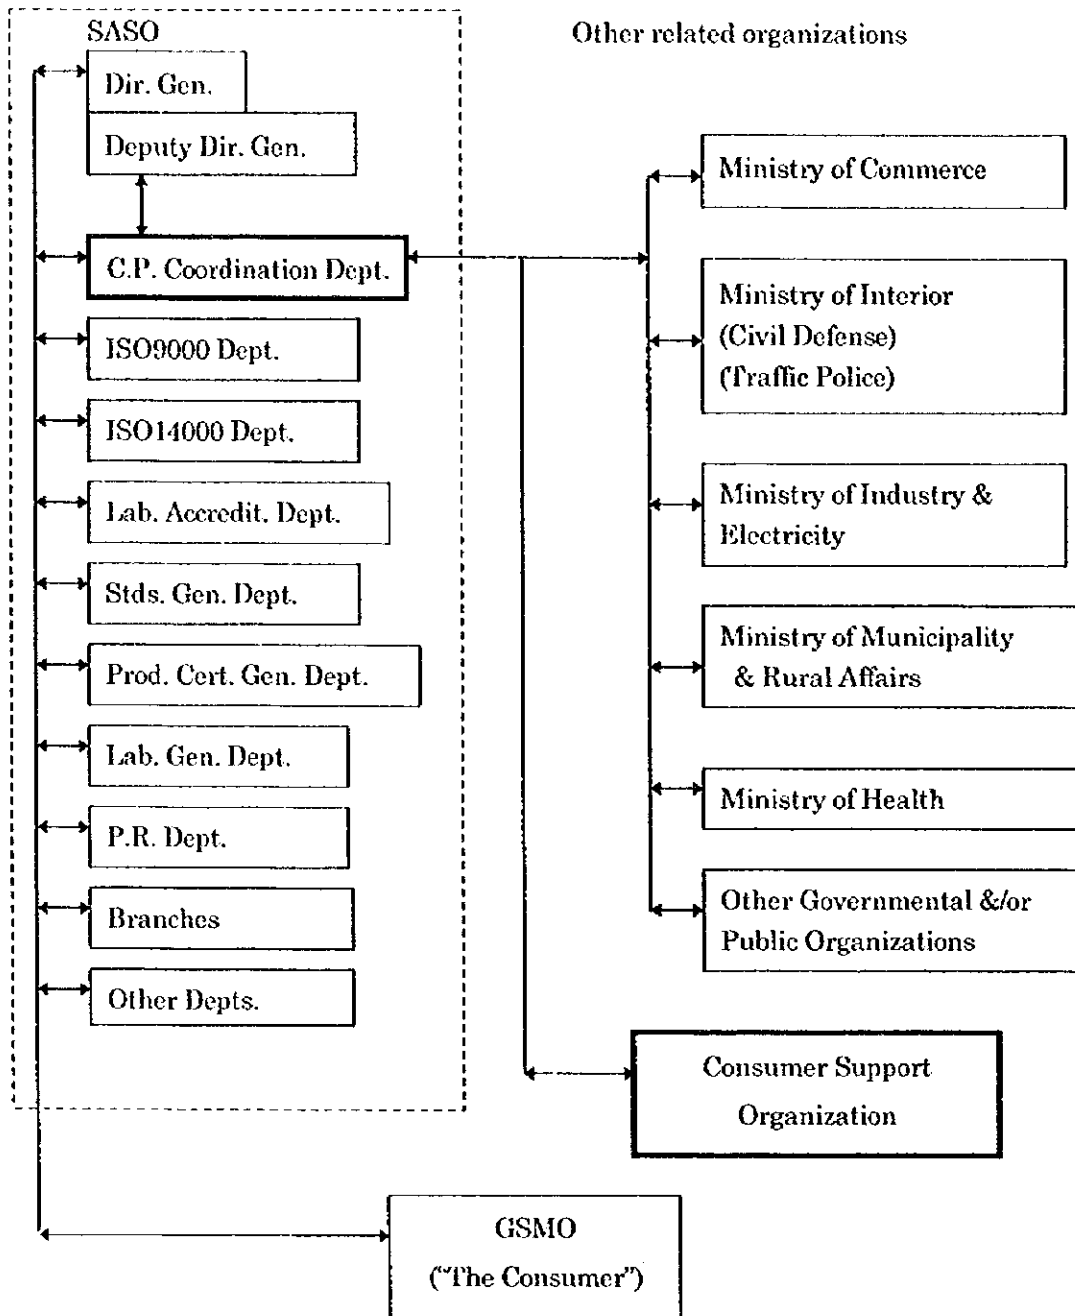 SASO
Dir. Gen.
Deputy Dir. Gen.
C.P. Coordination Dept.
ISO9000 Dept.
ISO14000 Dept.
Lab. Accredit. Dept.
Stds. Gen. Dept.
Prod. Cert. Gen. Dept.
Lab. Gen. Dept.
P.R. Dept.
Branches
Other Depts.
Other related organizations
Ministry of Commerce
Ministry of Interior
(Civil Defense)
(Traffic Police)
Ministry of Industry &
Electricity
Ministry of Municipality
& Rural Affairs
Ministry of Health
Other Governmental &/or
Public Organizations
Consumer Support
Organization
GSMO
("The Consumer")